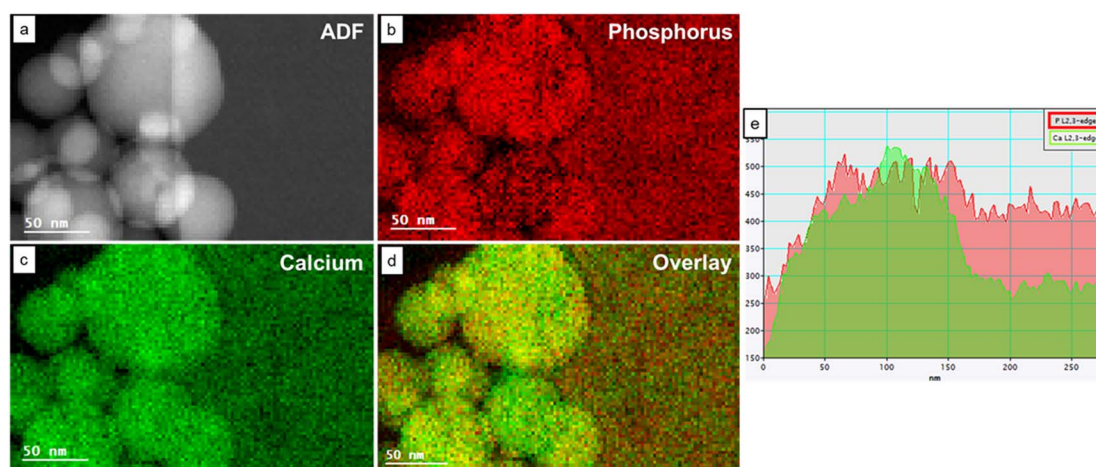 a
ADF
50 nm
b
Phosphorus
50 nm
c
Calcium
50 nm
d
Overlay
50 nm
e
P L2,3-edge
Ca L2,3-edge
550
500
450
400
350
300
250
200
150
0 50 100 150 200 250
nm